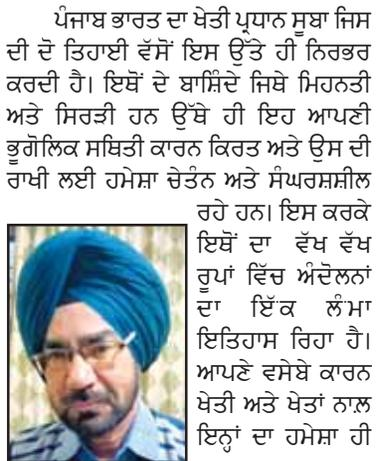 ਪੰਜਾਬ ਭਾਰਤ ਦਾ ਖੇਤੀ ਪ੍ਰਧਾਨ ਸੂਬਾ ਜਿਸ
ਦੀ ਦੋ ਤਿਹਾਈ ਵੱਸੋਂ ਇਸ ਉੱਤੇ ਹੀ ਨਿਰਭਰ
ਕਰਦੀ ਹੈ। ਇਥੋਂ ਦੇ ਬਾਸ਼ਿੰਦੇ ਜਿਥੇ ਮਿਹਨਤੀ
ਅਤੇ ਸਿਰੜੀ ਹਨ ਉੱਥੇ ਹੀ ਇਹ ਆਪਣੀ
ਭੂਗੋਲਿਕ ਸਥਿਤੀ ਕਾਰਨ ਕਿਰਤ ਅਤੇ ਉਸ ਦੀ
ਰਾਖੀ ਲਈ ਹਮੇਸ਼ਾ ਚੇਤੰਨ ਅਤੇ ਸੰਘਰਸ਼ਸ਼ੀਲ
ਰਹੇ ਹਨ। ਇਸ ਕਰਕੇ
ਇਥੋਂ ਦਾ ਵੱਖ ਵੱਖ
ਰੂਪਾਂ ਵਿੱਚ ਅੰਦੋਲਨਾਂ
ਦਾ ਇੱਕ ਲੰਮਾ
ਇਤਿਹਾਸ ਰਿਹਾ ਹੈ।
ਆਪਣੇ ਵਸੇਬੇ ਕਾਰਨ
ਖੇਤੀ ਅਤੇ ਖੇਤਾਂ ਨਾਲ਼
ਇਨ੍ਹਾਂ ਦਾ ਹਮੇਸ਼ਾ ਹੀ